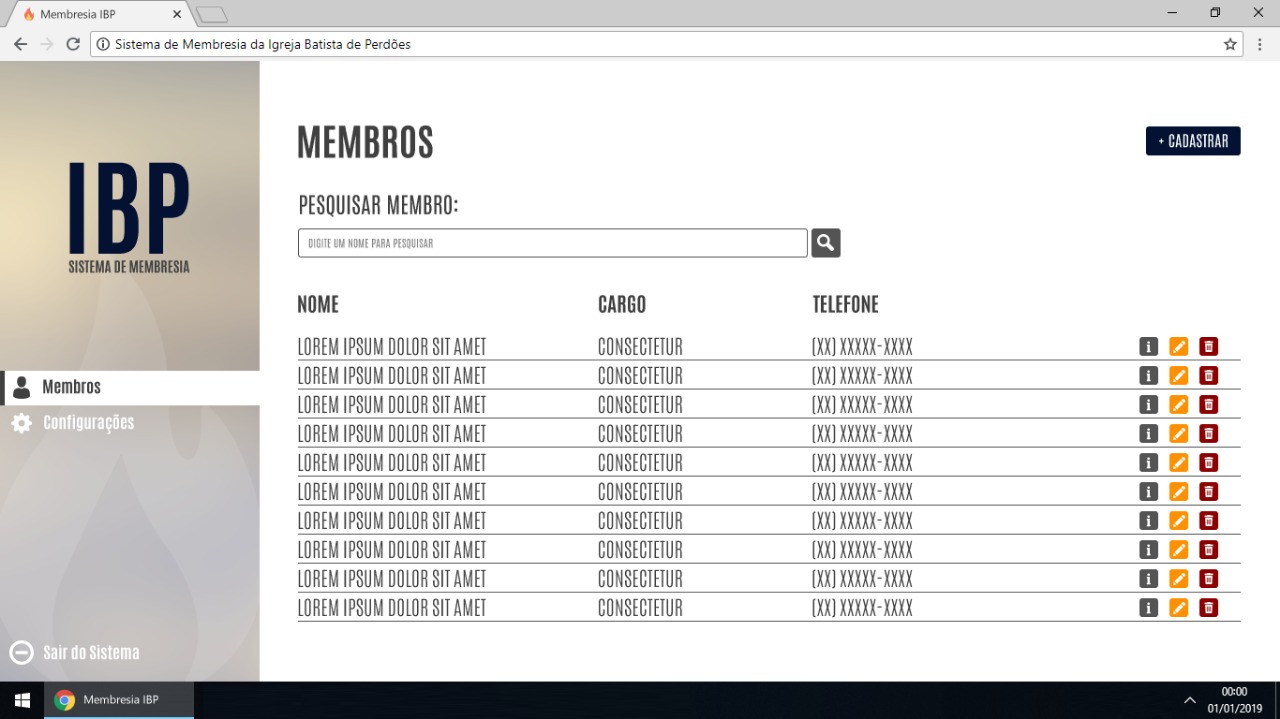 Membresia IBP
Sistema de Membresia da Igreja Batista de Perdões
IBP
SISTEMA DE MEMBRESIA
Membros
Configurações
Sair do Sistema
MEMBROS
+ CADASTRAR
PESQUISAR MEMBRO:
DIGITE UM NOME PARA PESQUISAR
NOME CARGO TELEFONE
LOREM IPSUM DOLOR SIT AMET CONSECTETUR (XX) XXXXX-XXXX
LOREM IPSUM DOLOR SIT AMET CONSECTETUR (XX) XXXXX-XXXX
LOREM IPSUM DOLOR SIT AMET CONSECTETUR (XX) XXXXX-XXXX
LOREM IPSUM DOLOR SIT AMET CONSECTETUR (XX) XXXXX-XXXX
LOREM IPSUM DOLOR SIT AMET CONSECTETUR (XX) XXXXX-XXXX
LOREM IPSUM DOLOR SIT AMET CONSECTETUR (XX) XXXXX-XXXX
LOREM IPSUM DOLOR SIT AMET CONSECTETUR (XX) XXXXX-XXXX
LOREM IPSUM DOLOR SIT AMET CONSECTETUR (XX) XXXXX-XXXX
LOREM IPSUM DOLOR SIT AMET CONSECTETUR (XX) XXXXX-XXXX
LOREM IPSUM DOLOR SIT AMET CONSECTETUR (XX) XXXXX-XXXX
Membresia IBP
00:00
01/01/2019